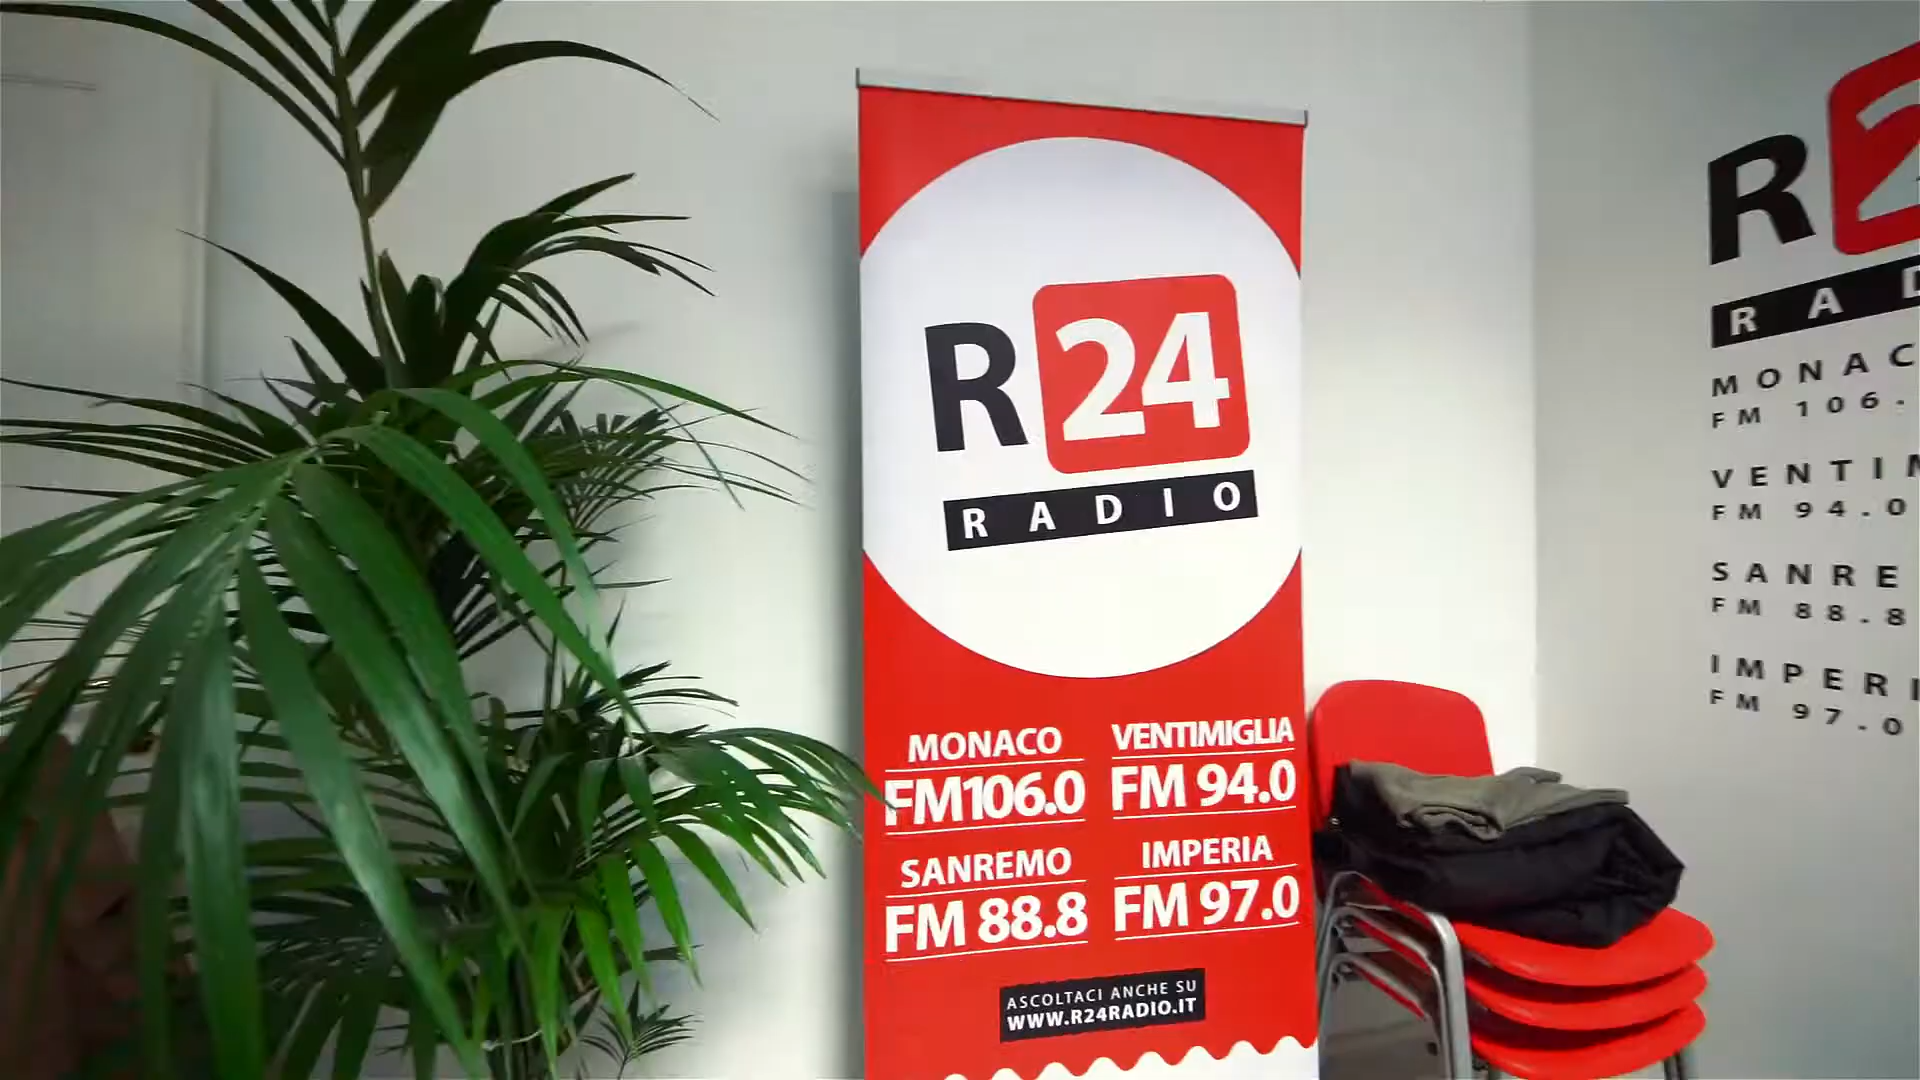 R24
RADIO
MONACO
FM106.0
VENTIMIGLIA
FM 94.0
SANREMO
FM 88.8
IMPERIA
FM 97.0
ASCOLTACI ANCHE SU
WWW.R24RADIO.IT
R2
RAD
MONAC
FM 106.
VENTIM
FM 94.0
SANRE
FM 88.8
IMPERI
FM 97.0